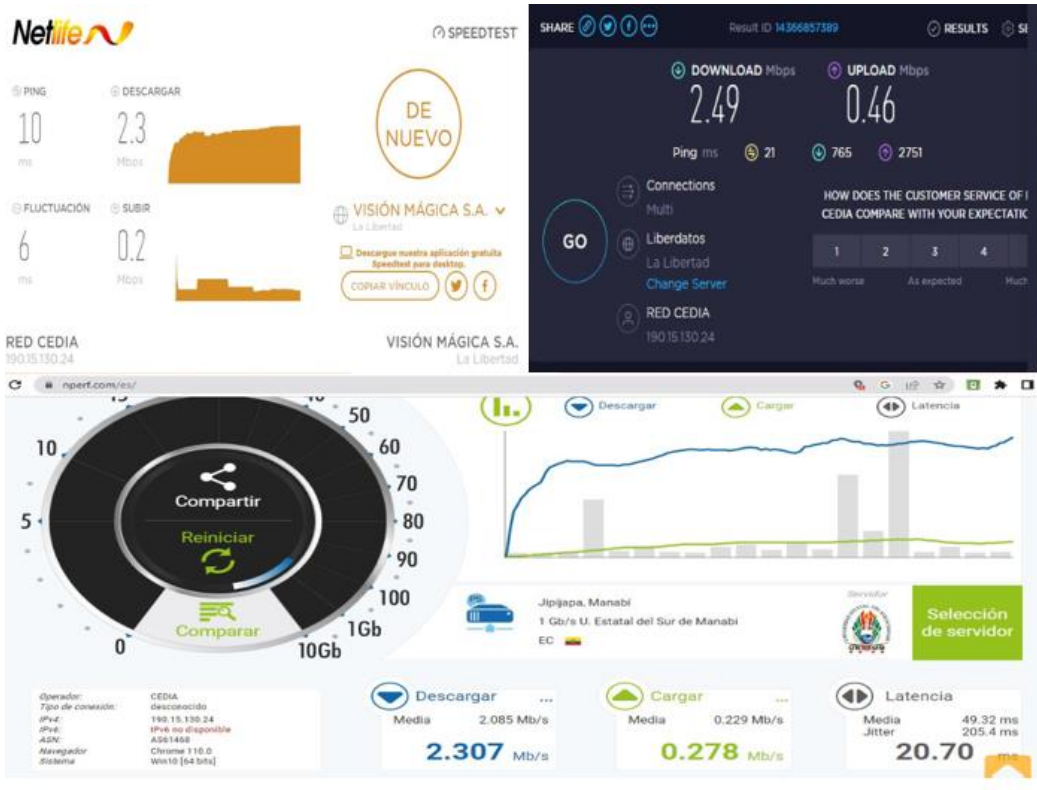 Netlife
SPEEDTEST
PING
DESCARGAR
10
2.3
ms
Mbps
DE
NUEVO
FLUCTUACIÓN
SUBIR
6
0.2
ms
Mbps
VISIÓN MÁGICA S.A.
La Libertad
Descargue nuestra aplicación gratuita
Speedtest para desktop.
COPIAR VÍNCULO
RED CEDIA
190.15.130.24
VISIÓN MÁGICA S.A.
La Libertad
SHARE
Result ID 14366857389
RESULTS
DOWNLOAD Mbps
UPLOAD Mbps
2.49
0.46
Ping ms 21 765 2751
Connections
Multi
Liberdatos
La Libertad
Change Server
RED CEDIA
190.15.130.24
GO
HOW DOES THE CUSTOMER SERVICE OF
CEDIA COMPARE WITH YOUR
1 2 3 4
Much worse
As expected
Much
nperf.com/es/
5
10
50
60
70
80
90
100
1Gb
10Gb
0
Compartir
Reiniciar
Comparar
Descargar
Cargar
Latencia
Jipijapa, Manabí
1 Gb/s U. Estatal del Sur de Manabí
EC
Servidor
Selección
de servidor
Operador: CEDIA
Tipo de conexión: desconocido
IPv4: 190.15.130.24
IPv6: IPv6 no disponible
ASN: AS61468
Navegador Chrome 110.0
Sistema Win10 [64 bits]
Descargar ...
Media 2.085 Mb/s
2.307 Mb/s
Cargar ...
Media 0.229 Mb/s
0.278 Mb/s
Latencia
Media 49.32 ms
Jitter 205.4 ms
20.70 ms